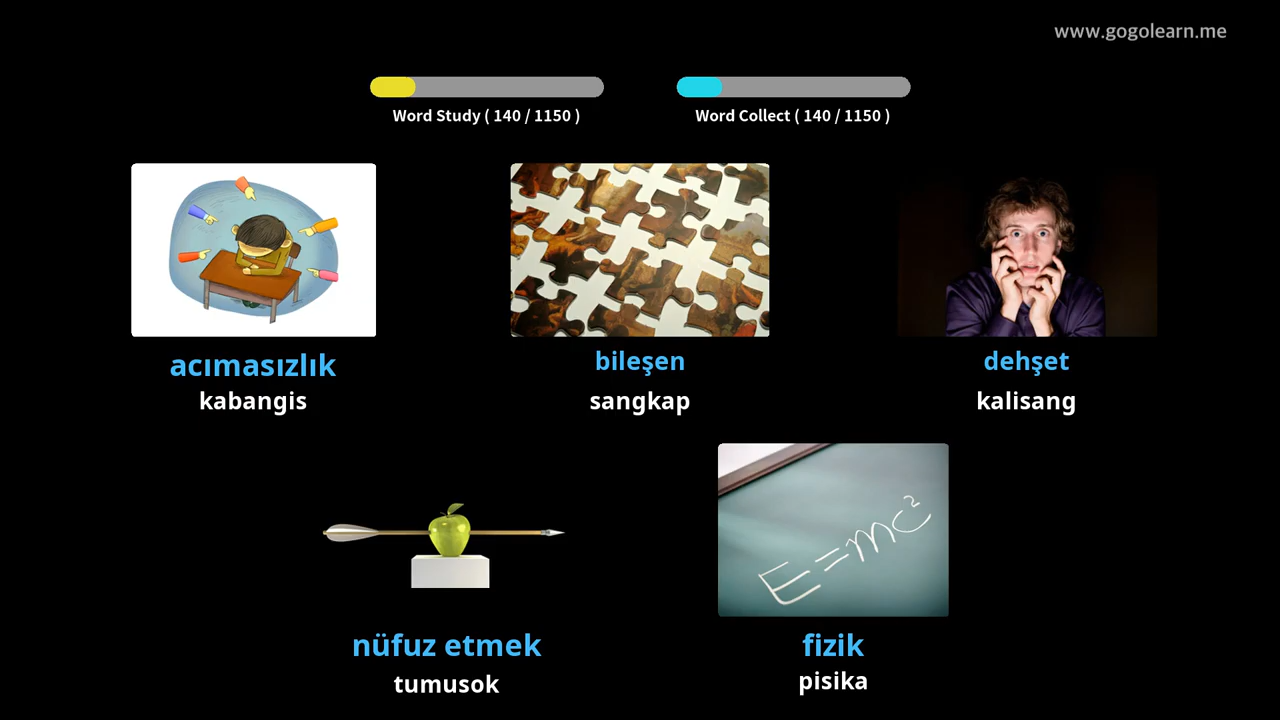 www.gogolearn.me
Word Study ( 140 / 1150 )
Word Collect ( 140 / 1150 )
acımasızlık
kabangis
bileşen
sangkap
dehşet
kalisang
E=mc²
nüfuz etmek
tumusok
fizik
pisika